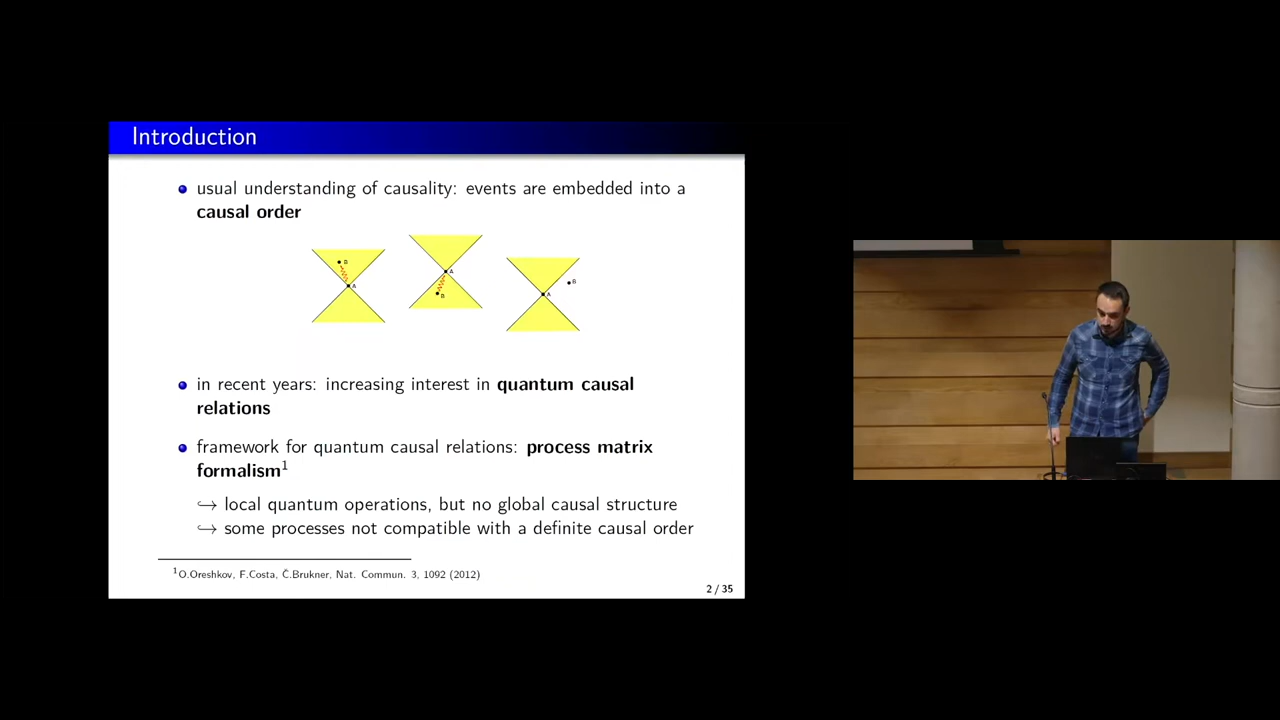 Introduction
usual understanding of causality: events are embedded into a
causal order
B
A
A
B
A
B
in recent years: increasing interest in quantum causal
relations
framework for quantum causal relations: process matrix
formalism¹
↪ local quantum operations, but no global causal structure
↪ some processes not compatible with a definite causal order
¹O.Oreshkov, F.Costa, Č.Brukner, Nat. Commun. 3, 1092 (2012)
2 / 35